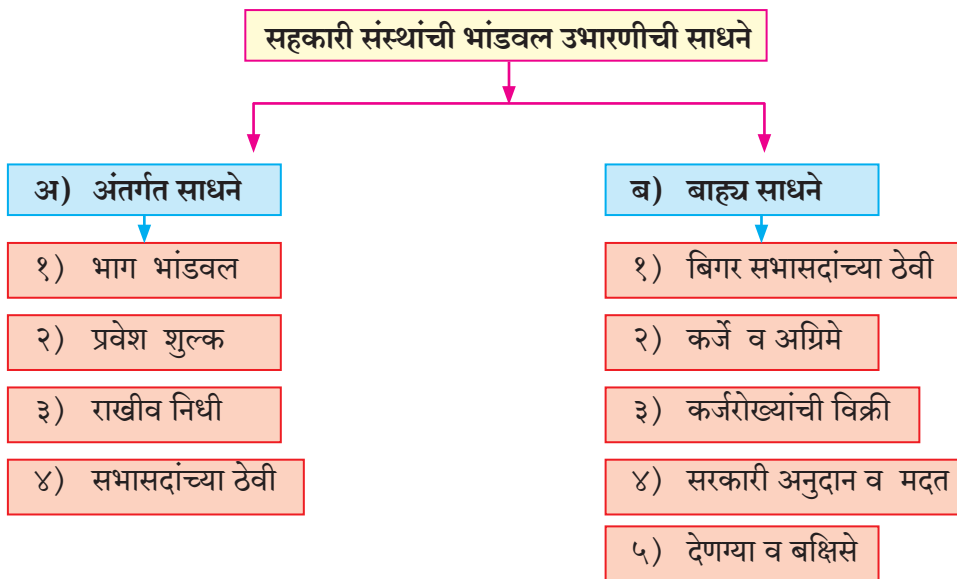 सहकारी संस्थांची भांडवल उभारणीची साधने
अ) अंतर्गत साधने
१) भाग भांडवल
२) प्रवेश शुल्क
३) राखीव निधी
४) सभासदांच्या ठेवी
ब) बाह्य साधने
१) बिगर सभासदांच्या ठेवी
२) कर्जे व अग्रिमे
३) कर्जरोख्यांची विक्री
४) सरकारी अनुदान व मदत
५) देणग्या व बक्षिसे